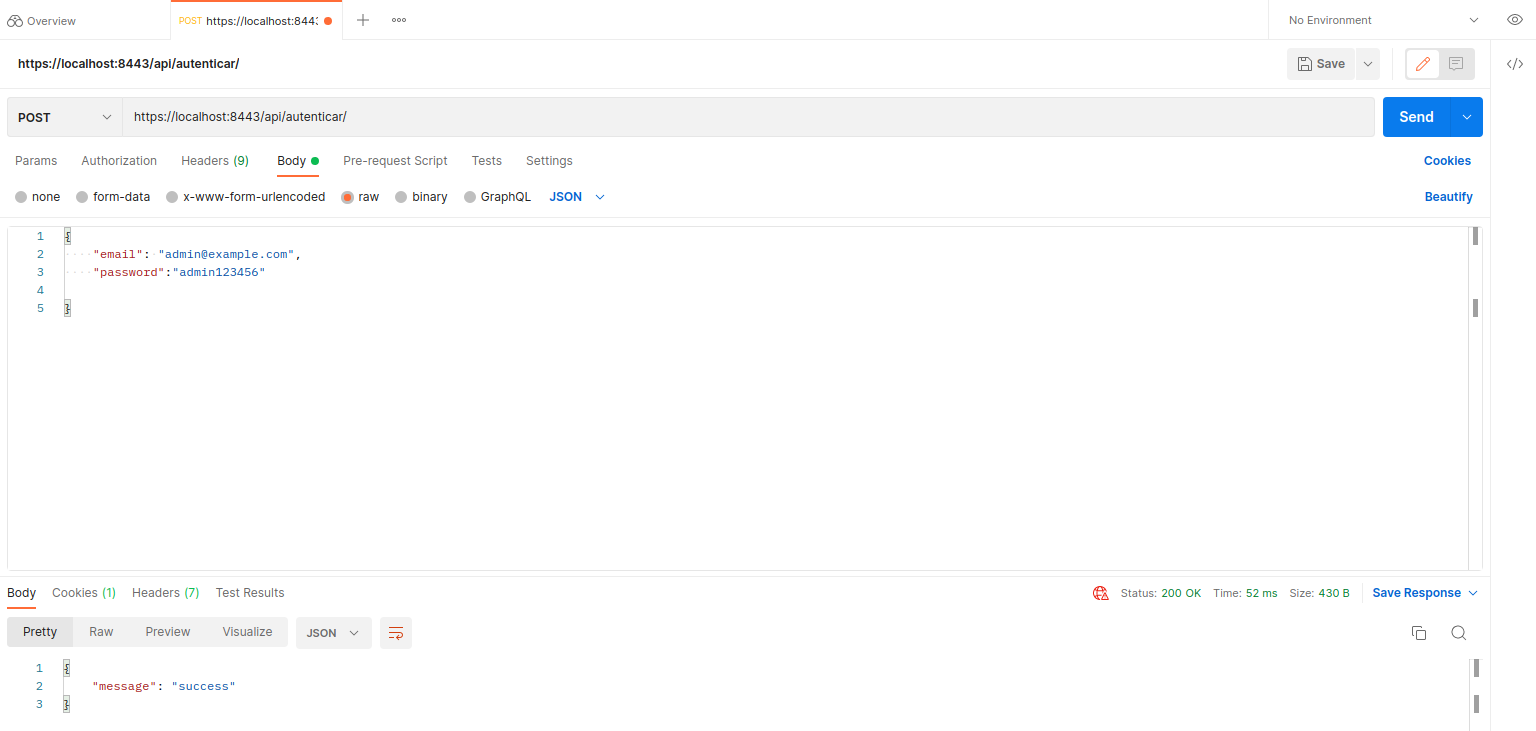 Overview
POST https://localhost:8443
No Environment
https://localhost:8443/api/autenticar/
Save
POST https://localhost:8443/api/autenticar/ Send
Params Authorization Headers (9) Body Pre-request Script Tests Settings Cookies
none form-data x-www-form-urlencoded raw binary GraphQL JSON Beautify
1 {
2 "email": "admin@example.com",
3 "password":"admin123456"
4
5 }
Body Cookies (1) Headers (7) Test Results Status: 200 OK Time: 52 ms Size: 430 B Save Response
Pretty Raw Preview Visualize JSON
1 {
2 "message": "success"
3 }